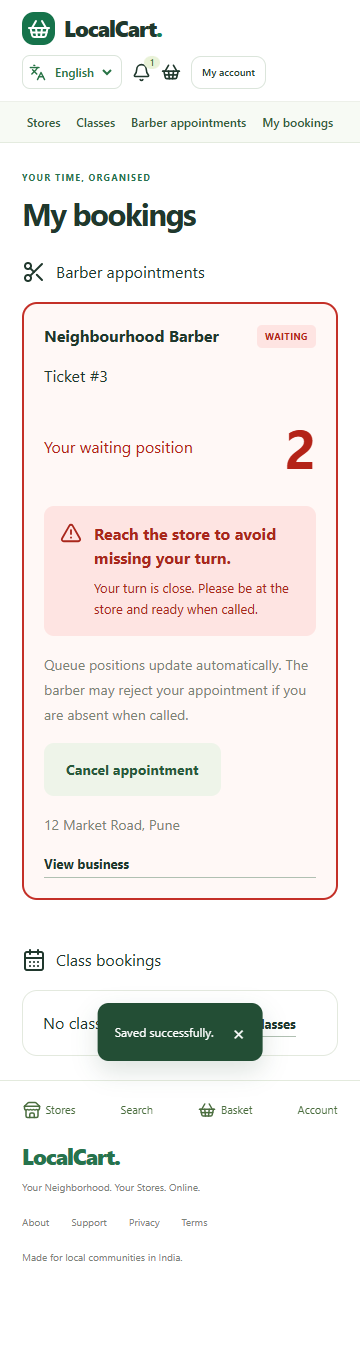 LocalCart.
English
1
My account
Stores Classes Barber appointments My bookings
YOUR TIME, ORGANISED
My bookings
Barber appointments
Neighbourhood Barber
WAITING
Ticket #3
Your waiting position
2
Reach the store to avoid
missing your turn.
Your turn is close. Please be at the
store and ready when called.
Queue positions update automatically. The
barber may reject your appointment if you
are absent when called.
Cancel appointment
12 Market Road, Pune
View business
Class bookings
No
Saved successfully. ×
Stores Search Basket Account
LocalCart.
Your Neighborhood. Your Stores. Online.
About Support Privacy Terms
Made for local communities in India.